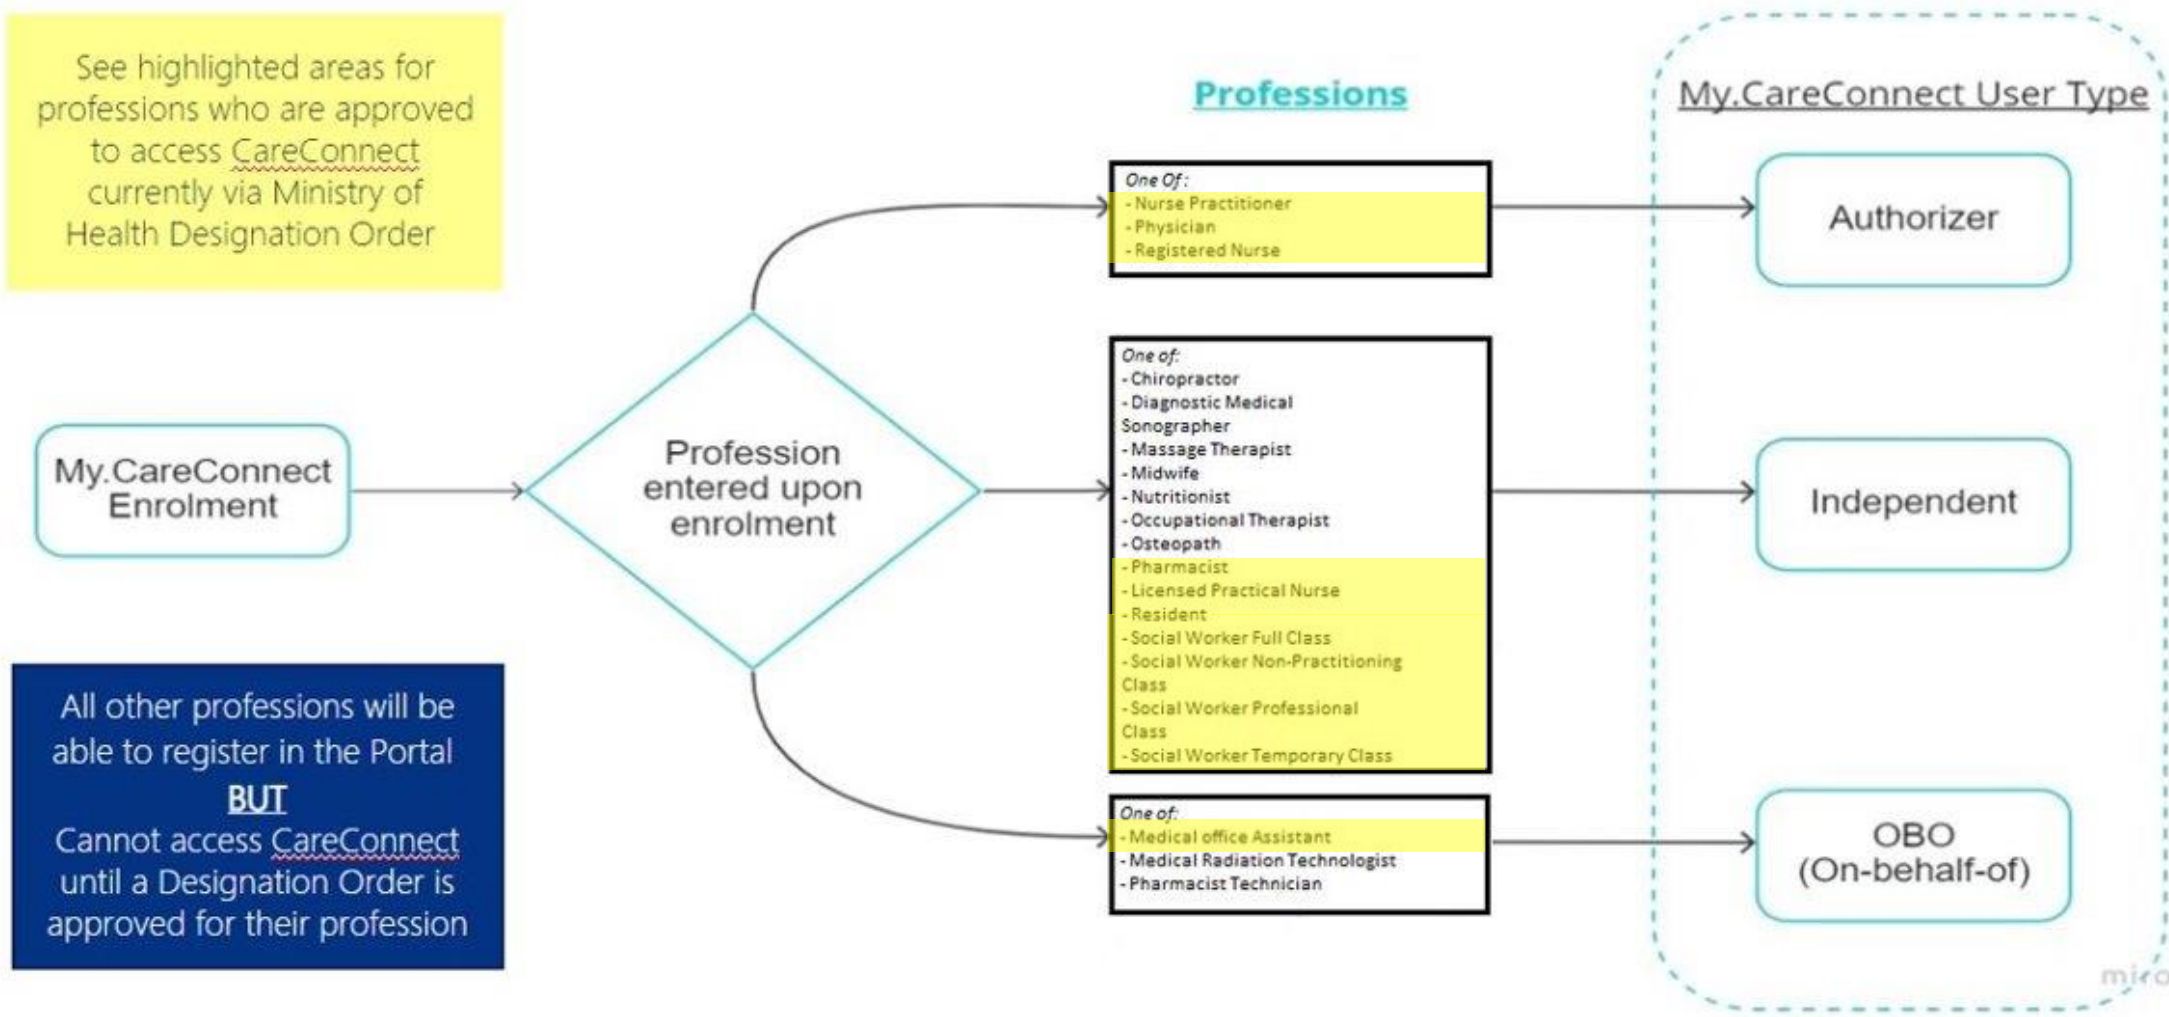 See highlighted areas for
professions who are approved
to access CareConnect
currently via Ministry of
Health Designation Order
My.CareConnect
Enrolment
All other professions will be
able to register in the Portal
BUT
Cannot access CareConnect
until a Designation Order is
approved for their profession
Profession
entered upon
enrolment
Professions
One Of:
- Nurse Practitioner
- Physician
- Registered Nurse
One of:
- Chiropractor
- Diagnostic Medical
Sonographer
- Massage Therapist
- Midwife
- Nutritionist
- Occupational Therapist
- Osteopath
- Pharmacist
- Licensed Practical Nurse
- Resident
- Social Worker Full Class
- Social Worker Non-Practitioning
Class
- Social Worker Professional
Class
- Social Worker Temporary Class
One of:
- Medical office Assistant
- Medical Radiation Technologist
- Pharmacist Technician
My.CareConnect User Type
Authorizer
Independent
OBO
(On-behalf-of)
miro